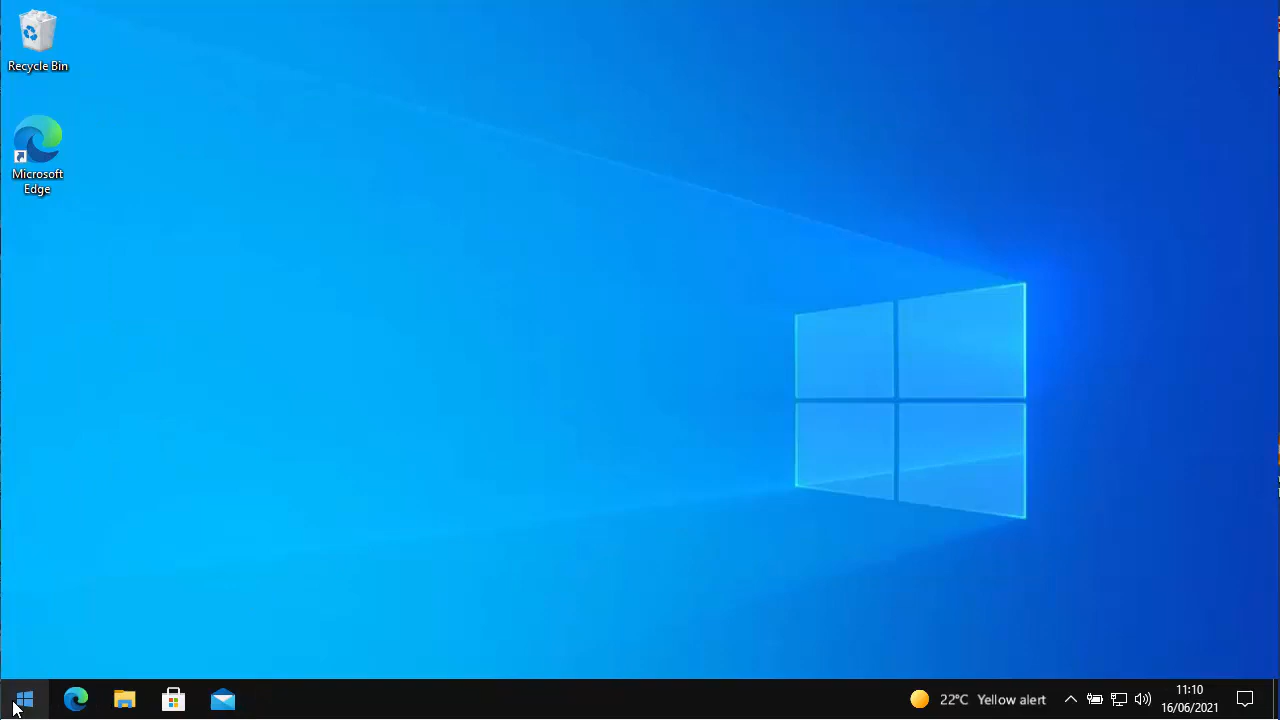 Recycle Bin
Microsoft
Edge
22°C Yellow alert
11:10
16/06/2021